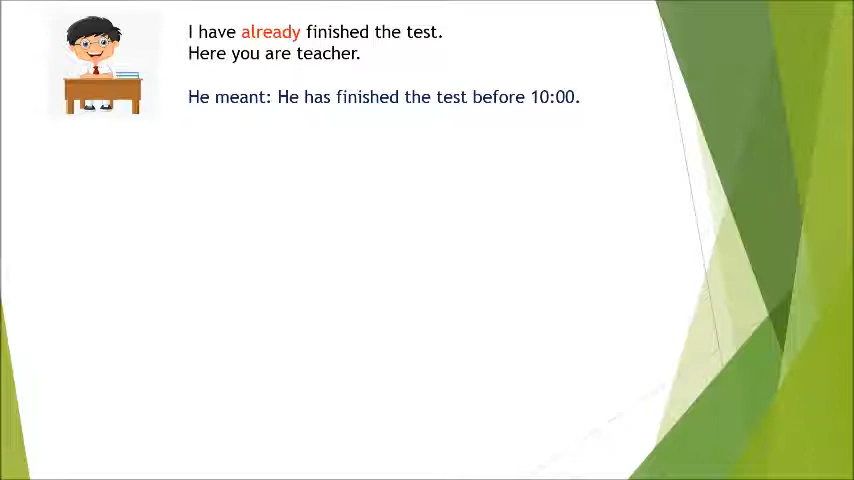 I have already finished the test.
Here you are teacher.
He meant: He has finished the test before 10:00.